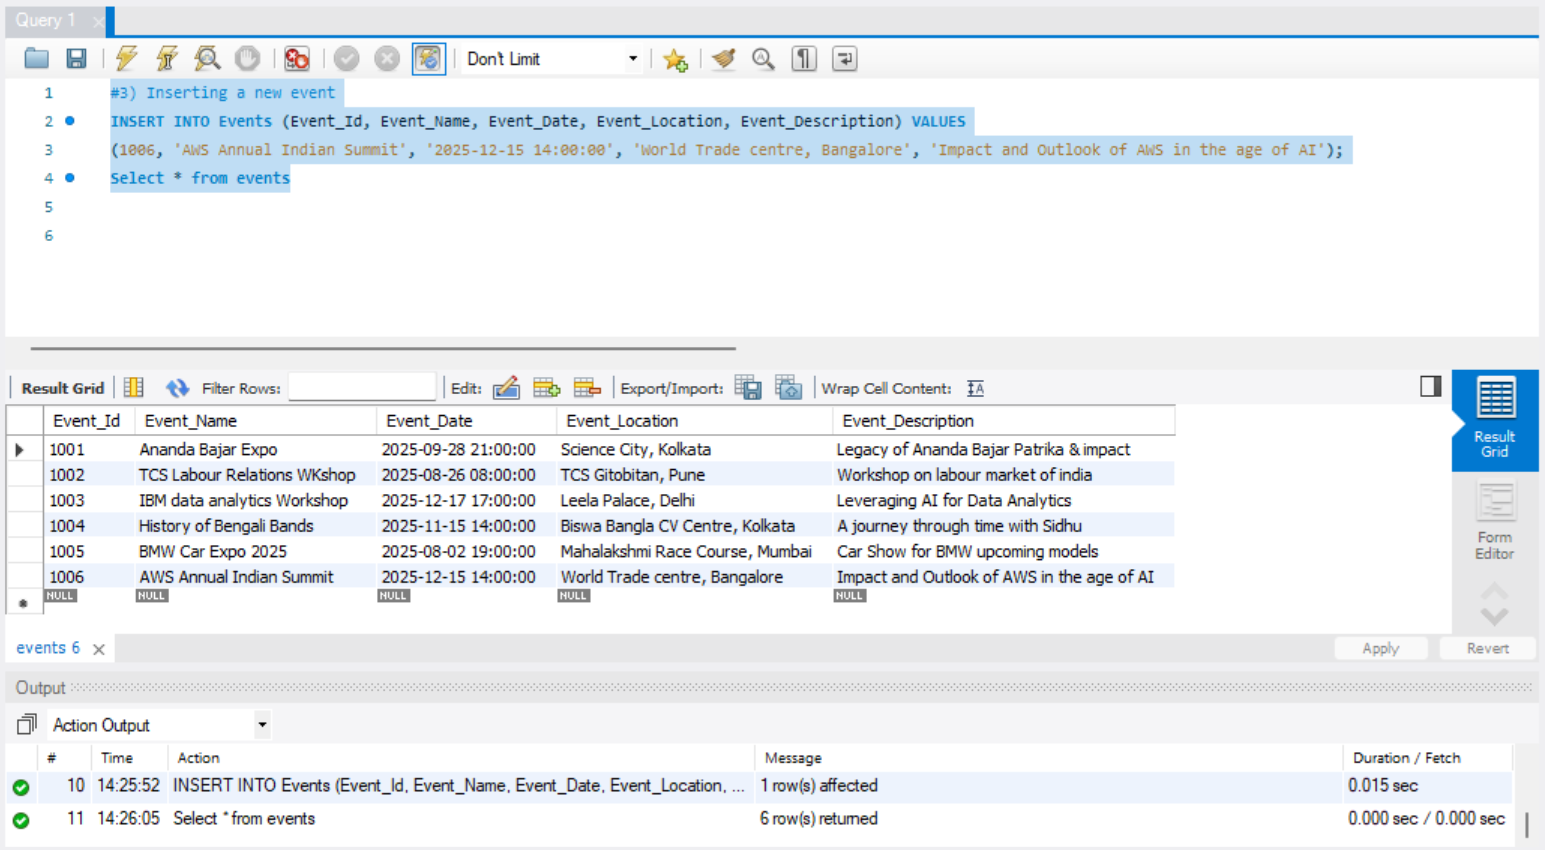 Query 1
Don't Limit
1 #3) Inserting a new event
2 INSERT INTO Events (Event_Id, Event_Name, Event_Date, Event_Location, Event_Description) VALUES
3 (1006, 'AWS Annual Indian Summit', '2025-12-15 14:00:00', 'World Trade centre, Bangalore', 'Impact and Outlook of AWS in the age of AI');
4 Select * from events
5
6
Result Grid Filter Rows: Edit: Export/Import: Wrap Cell Content:
Event_Id Event_Name Event_Date Event_Location Event_Description
1001 Ananda Bajar Expo 2025-09-28 21:00:00 Science City, Kolkata Legacy of Ananda Bajar Patrika & impact
1002 TCS Labour Relations WKshop 2025-08-26 08:00:00 TCS Gitobitan, Pune Workshop on labour market of india
1003 IBM data analytics Workshop 2025-12-17 17:00:00 Leela Palace, Delhi Leveraging AI for Data Analytics
1004 History of Bengali Bands 2025-11-15 14:00:00 Biswa Bangla CV Centre, Kolkata A journey through time with Sidhu
1005 BMW Car Expo 2025 2025-08-02 19:00:00 Mahalakshmi Race Course, Mumbai Car Show for BMW upcoming models
1006 AWS Annual Indian Summit 2025-12-15 14:00:00 World Trade centre, Bangalore Impact and Outlook of AWS in the age of AI
NULL NULL NULL NULL NULL
Result
Grid
Form
Editor
events 6 Apply Revert
Output
Action Output
# Time Action Message Duration / Fetch
10 14:25:52 INSERT INTO Events (Event_Id, Event_Name, Event_Date, Event_Location, ... 1 row(s) affected 0.015 sec
11 14:26:05 Select * from events 6 row(s) returned 0.000 sec / 0.000 sec